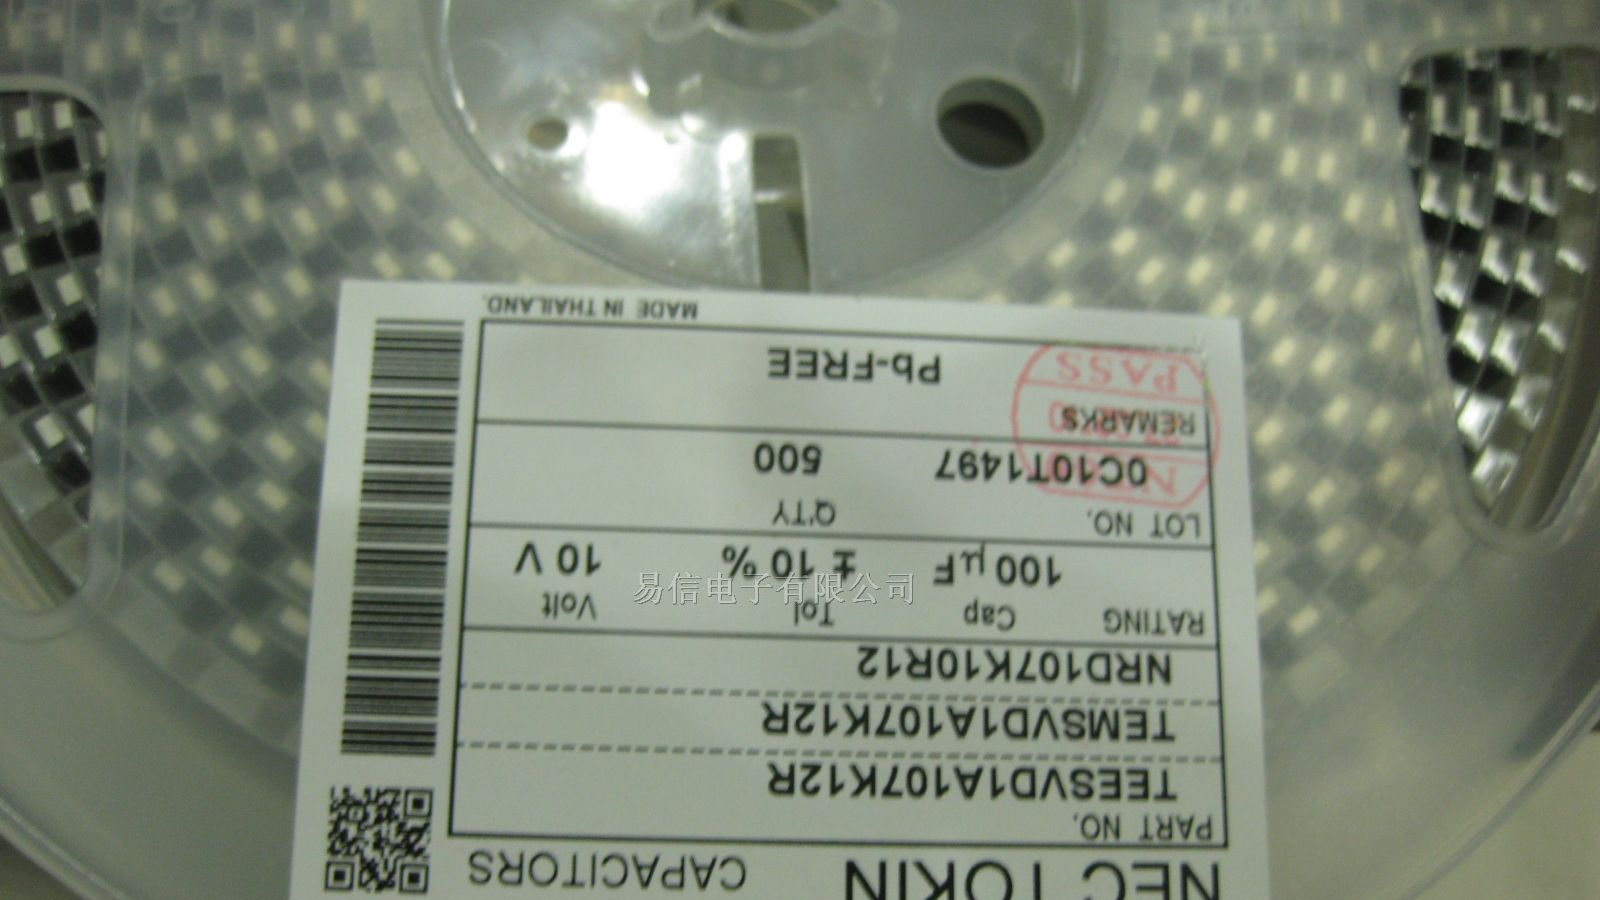 NEC TOKIN CAPACITORS
PART NO.
TEESVD1A107K12R
TEMSVD1A107K12R
NRD107K10R12
RATING Cap Tol Volt
100 μF ± 10 % 10 V
易信电子有限公司
LOT NO. Q'TY
0C10T1497 500
REMARKS
Pb-FREE
PASS
MADE IN THAILAND.